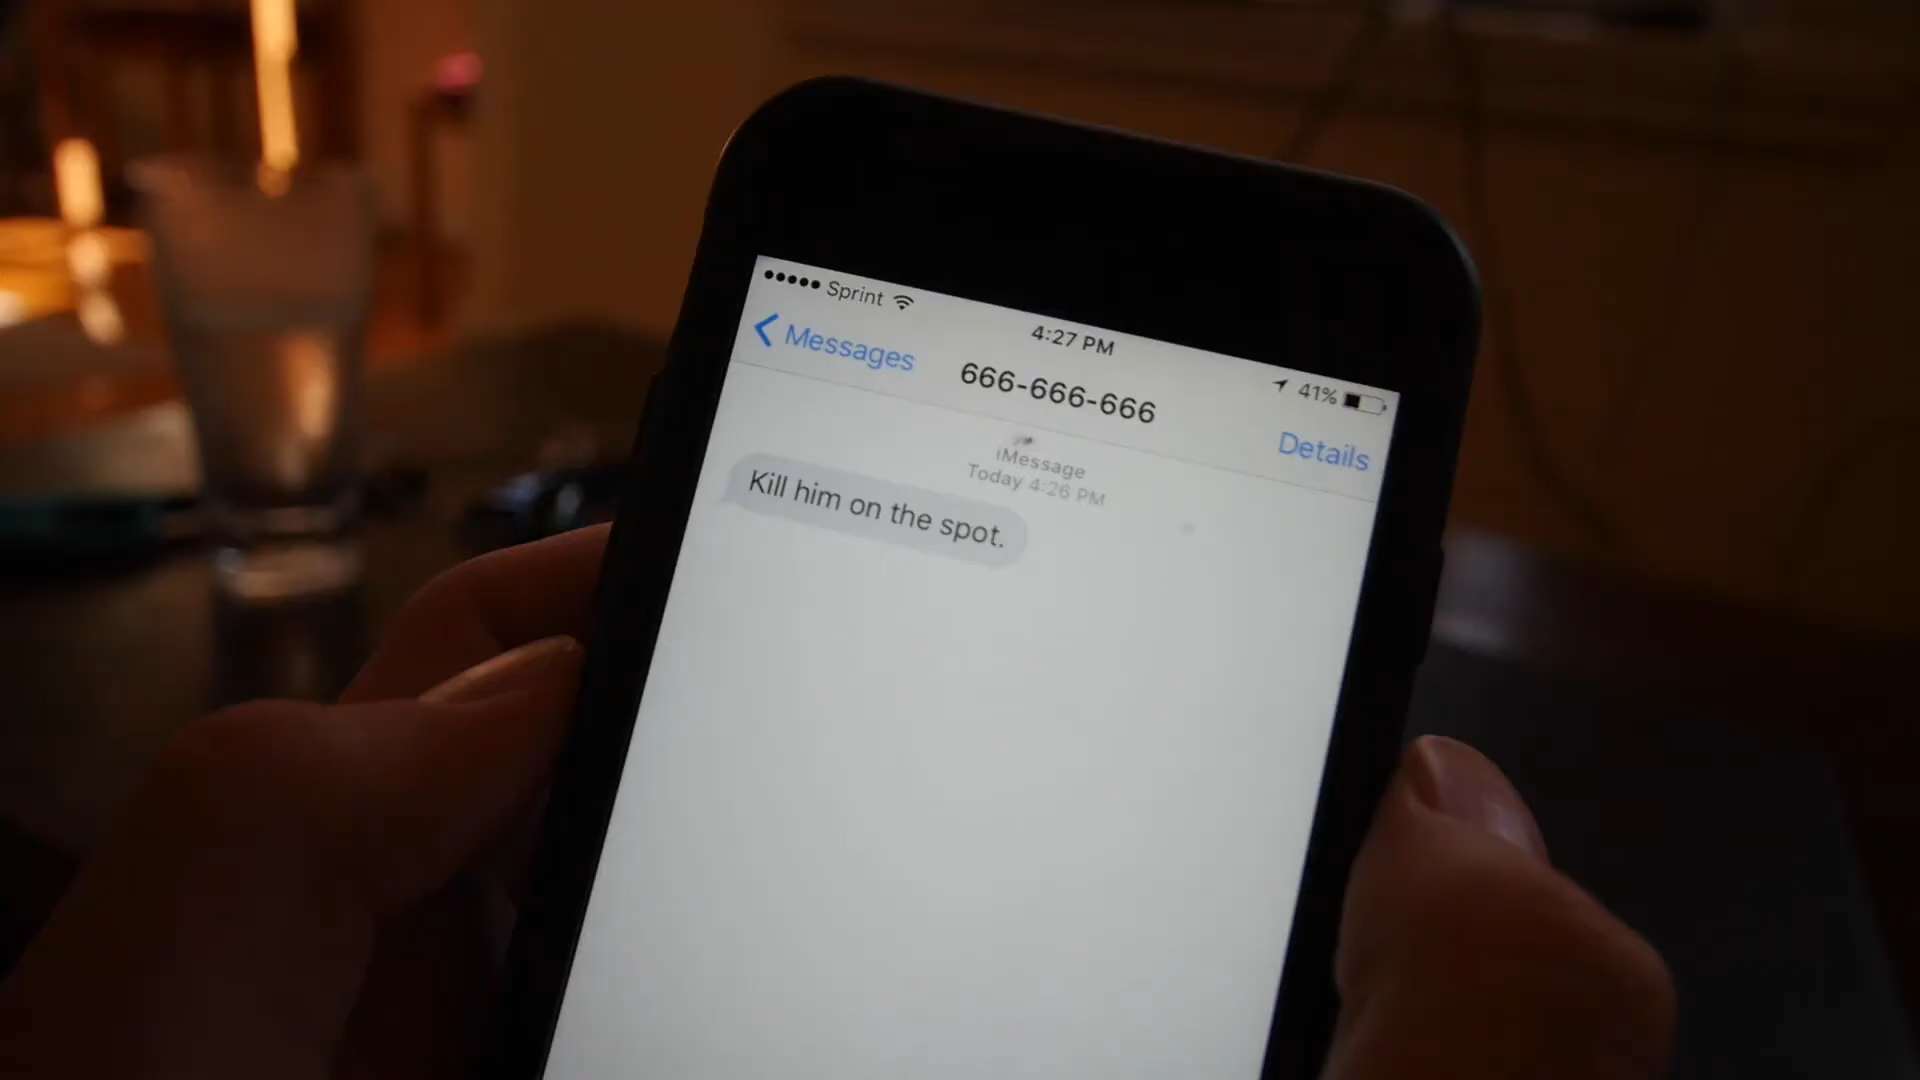 Sprint
4:27 PM
41%
Messages
666-666-666
Details
iMessage
Today 4:26 PM
Kill him on the spot.